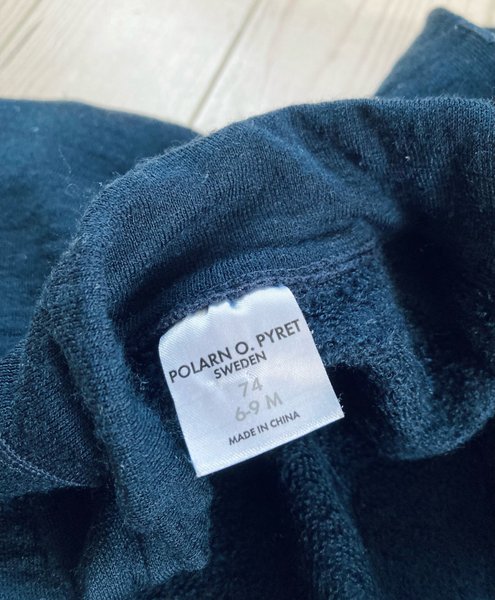 POLARN O. PYRET
SWEDEN
74
6-9 M
MADE IN CHINA